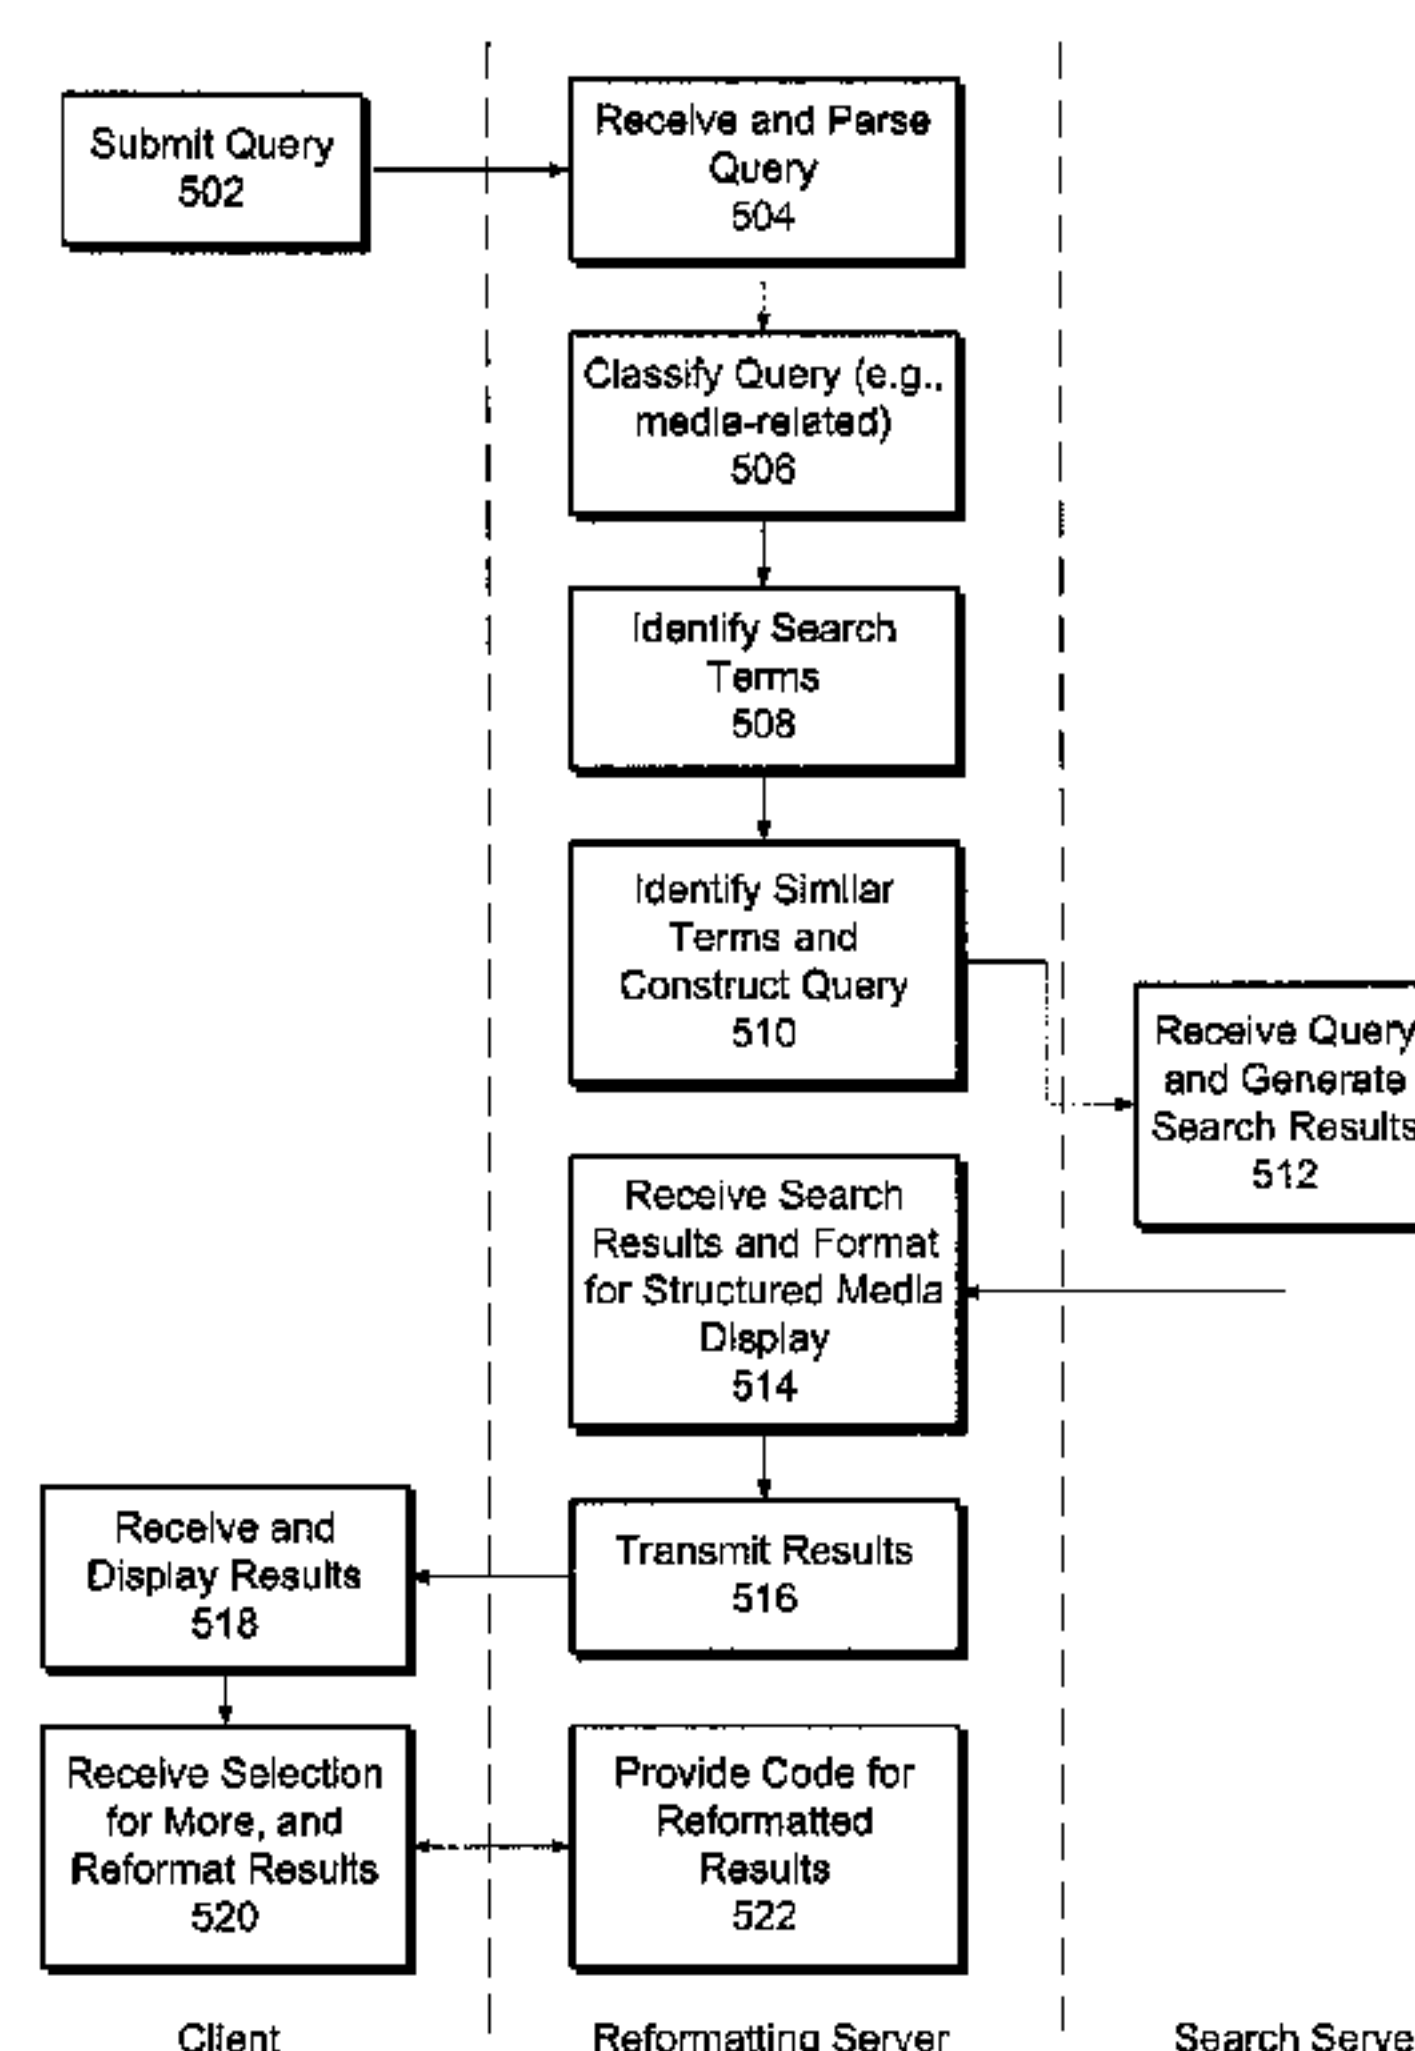 Submit Query
502
Receive and Parse
Query
504
Classify Query (e.g.,
media-related)
506
Identify Search
Terms
508
Identify Similar
Terms and
Construct Query
510
Receive Query
and Generate
Search Results
512
Receive Search
Results and Format
for Structured Media
Display
514
Transmit Results
516
Receive and
Display Results
518
Receive Selection
for More, and
Reformat Results
520
Provide Code for
Reformatted
Results
522
Client
Reformatting Server
Search Serve